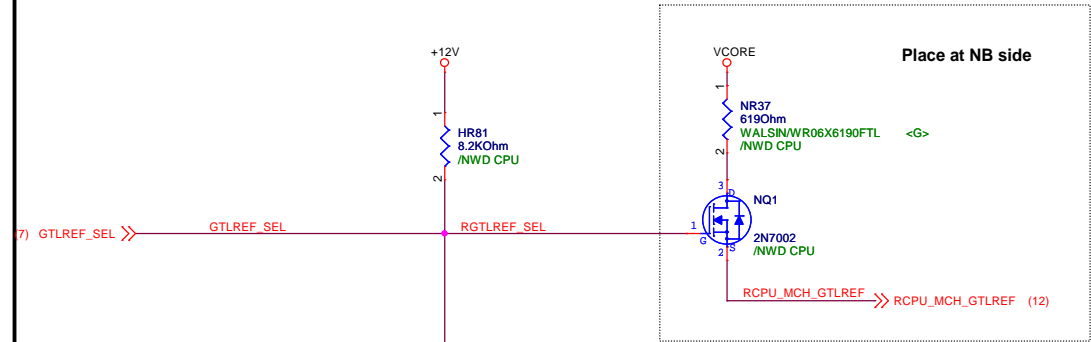 +12V
VCORE
Place at NB side
1
1
NR37
619Ohm
WALSIN/WR06X6190FTL <G>
/NWD CPU
HR81
8.2KOhm
/NWD CPU
2
2
3
D
NQ1
7) GTLREF_SEL
GTLREF_SEL
RGTLREF_SEL
1
G
S
2
2N7002
/NWD CPU
RCPU_MCH_GTLREF
RCPU_MCH_GTLREF (12)